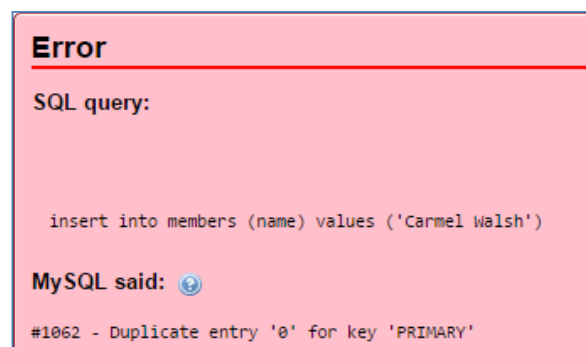 Error
SQL query:
insert into members (name) values ('Carmel Walsh')
MySQL said:
#1062 - Duplicate entry '0' for key 'PRIMARY'